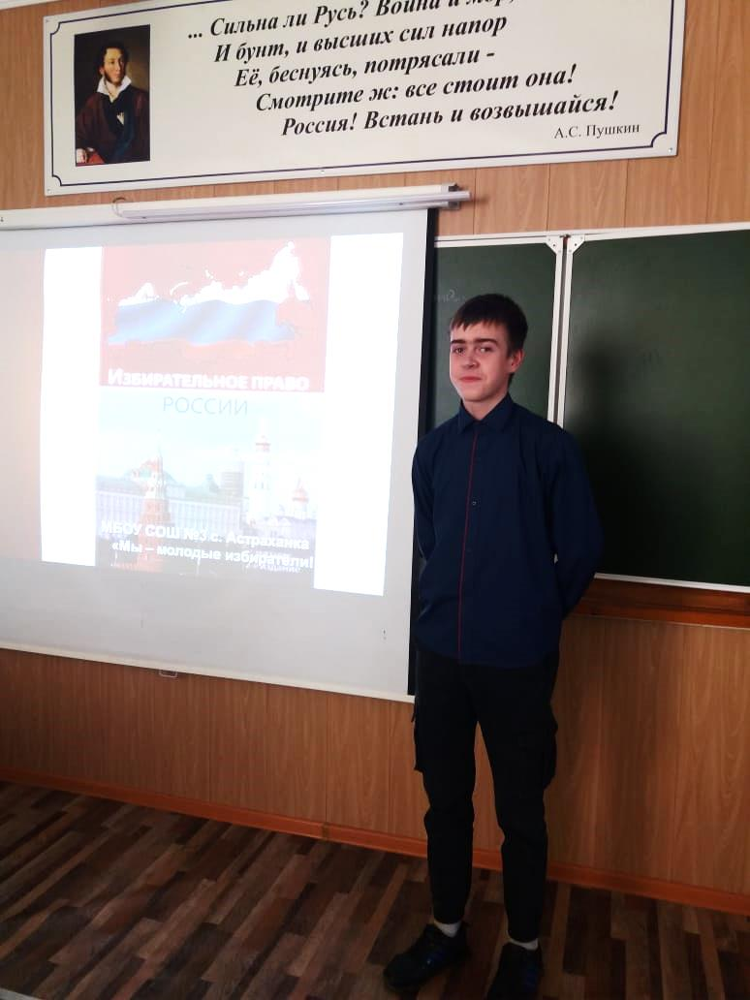 ... Сильна ли Русь? Война и мор,
И бунт, и высших сил напор
Её, беснуясь, потрясали -
Смотрите ж: все стоит она!
Россия! Встань и возвышайся!
А.С. Пушкин
ИЗБИРАТЕЛЬНОЕ ПРАВО
РОССИИ
МБОУ СОШ №3 с. Астраханка
«Мы – молодые избиратели!
издание